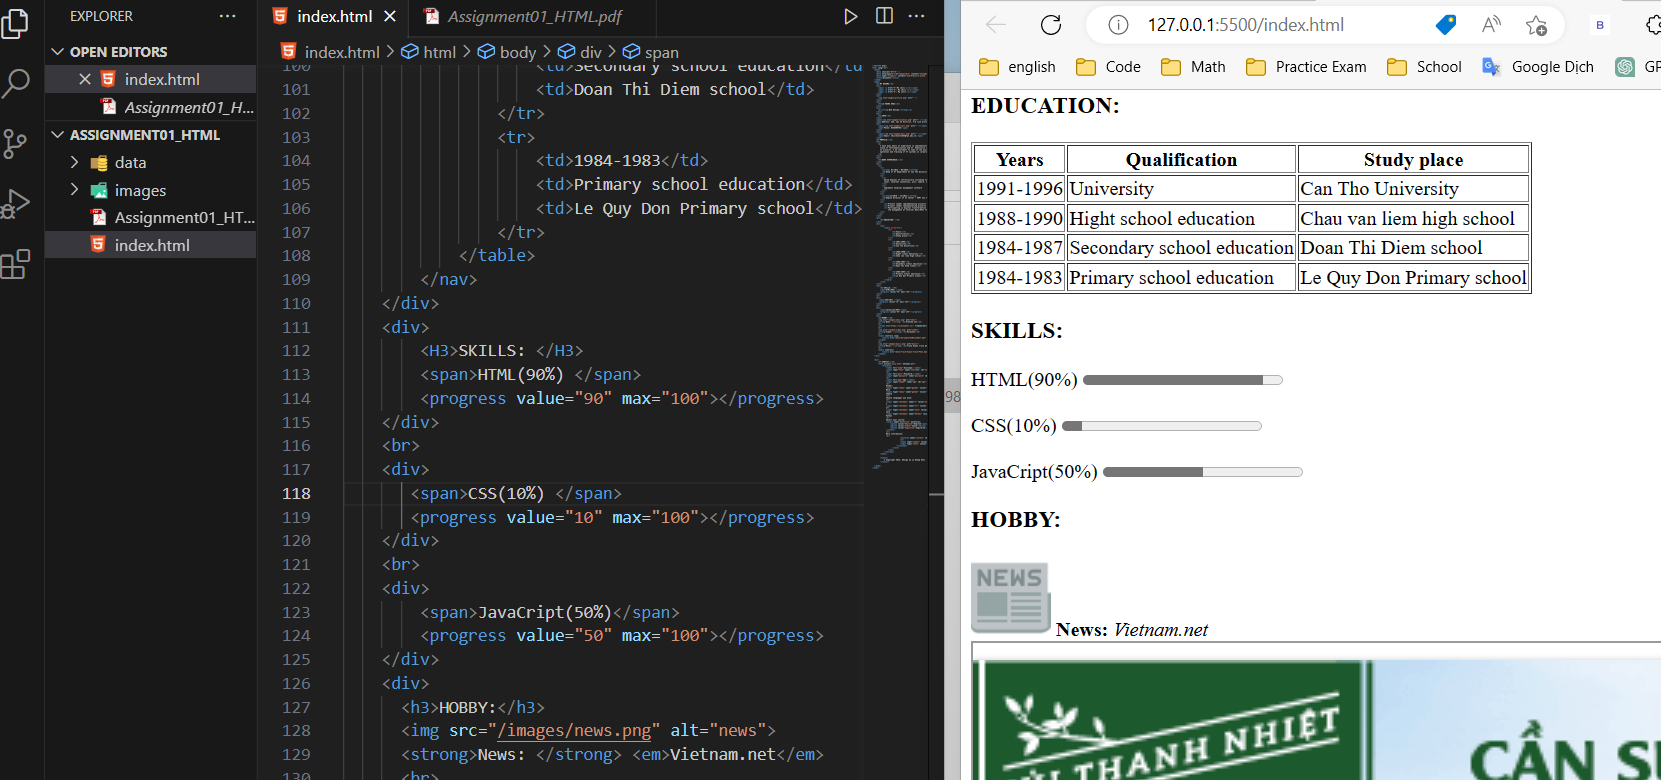 EXPLORER
OPEN EDITORS
index.html
Assignment01_H...
ASSIGNMENT01_HTML
data
images
Assignment01_HT...
index.html
index.html
Assignment01_HTML.pdf
index.html > html > body > div > span
100 <td>Secondary school education</td
101 <td>Doan Thi Diem school</td>
102 </tr>
103 <tr>
104 <td>1984-1983</td>
105 <td>Primary school education</td>
106 <td>Le Quy Don Primary school</td>
107 </tr>
108 </table>
109 </nav>
110 </div>
111 <div>
112 <H3>SKILLS: </H3>
113 <span>HTML(90%) </span>
114 <progress value="90" max="100"></progress>
115 </div>
116 <br>
117 <div>
118 <span>CSS(10%) </span>
119 <progress value="10" max="100"></progress>
120 </div>
121 <br>
122 <div>
123 <span>JavaCript(50%)</span>
124 <progress value="50" max="100"></progress>
125 </div>
126 <div>
127 <h3>HOBBY:</h3>
128 <img src="/images/news.png" alt="news">
129 <strong>News: </strong> <em>Vietnam.net</em>
130 <br>
98
127.0.0.1:5500/index.html
B
english
Code
Math
Practice Exam
School
Google Dịch
GP
EDUCATION:
Years Qualification Study place
1991-1996 University Can Tho University
1988-1990 Hight school education Chau van liem high school
1984-1987 Secondary school education Doan Thi Diem school
1984-1983 Primary school education Le Quy Don Primary school
SKILLS:
HTML(90%)
CSS(10%)
JavaCript(50%)
HOBBY:
NEWS
News: Vietnam.net
THANH NHIỆT
CẦN